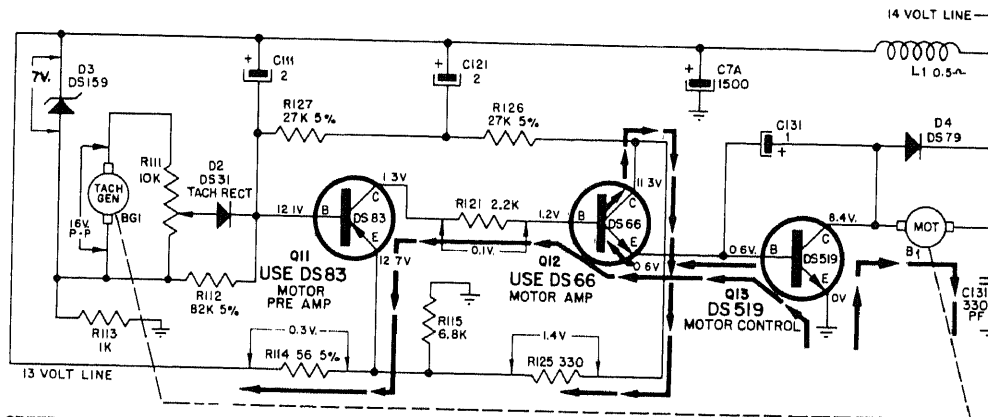 14 VOLT LINE
L1 0.5Ω
7V.
D3
DS159
+
C111
2
+
C121
2
+
C7A
1500
R127
27K 5%
R126
27K 5%
C131
1
+
D4
DS79
R111
10K
D2
DS31
TACH RECT
TACH
GEN
16V.
P.-P
BG1
12.1V
B
C
DS83
E
1.3V
12.7V
R121 2.2K
0.1V.
1.2V
B
C
DS66
E
11.3V
0.6V
0.6V
B
C
DS519
E
0V
8.4V.
MOT
B1
Q11
USE DS83
MOTOR
PRE AMP
Q12
USE DS66
MOTOR AMP
Q13
DS519
MOTOR CONTROL
C131
330
PF
R112
82K 5%
R113
1K
R115
6.8K
0.3V.
R114 56 5%
1.4V.
R125 330
13 VOLT LINE